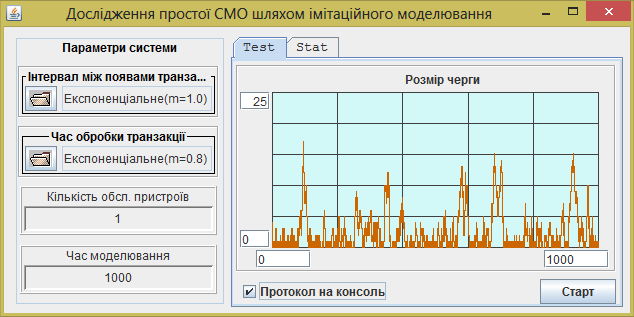 Дослідження простої СМО шляхом імітаційного моделювання
Параметри системи
Інтервал між появами транза...
Експоненціальне(m=1.0)
Час обробки транзакції
Експоненціальне(m=0.8)
Кількість обсл. пристроїв
1
Час моделювання
1000
Test
Stat
Розмір черги
25
0
0
1000
Протокол на консоль
Старт